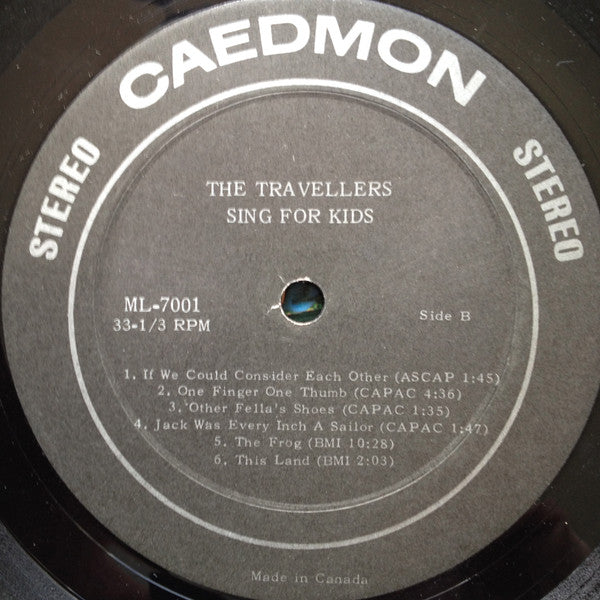 CAEDMON
STEREO
STEREO
THE TRAVELLERS
SING FOR KIDS
ML-7001
33-1/3 RPM
Side B
1. If We Could Consider Each Other (ASCAP 1:45)
2. One Finger One Thumb (CAPAC 4:36)
3. Other Fella's Shoes (CAPAC 1:35)
4. Jack Was Every Inch A Sailor (CAPAC 1:47)
5. The Frog (BMI 10:28)
6. This Land (BMI 2:03)
Made in Canada